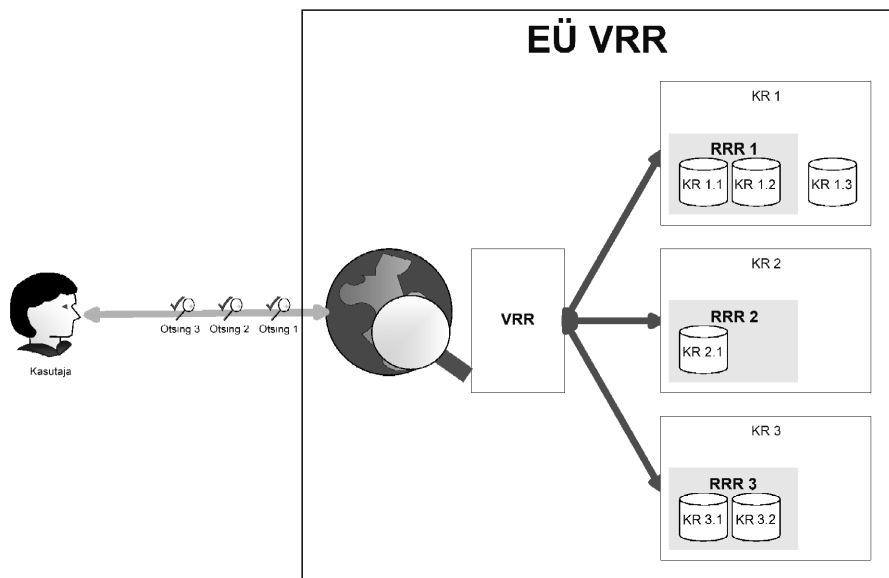 EÜ VRR
KR 1
RRR 1
KR 1.1
KR 1.2
KR 1.3
KR 2
RRR 2
KR 2.1
KR 3
RRR 3
KR 3.1
KR 3.2
VRR
Otsing 3
Otsing 2
Otsing 1
Kasutaja